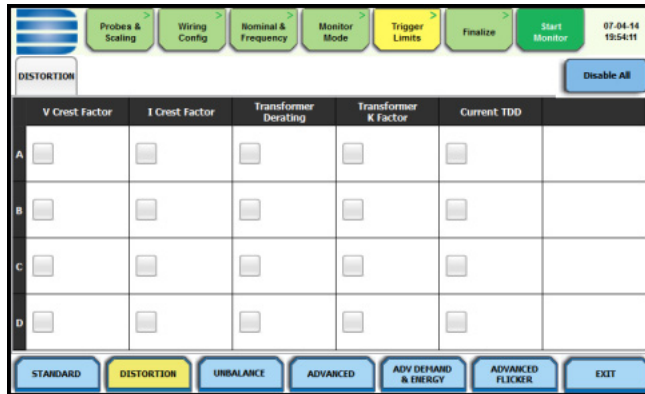 Probes & Scaling
Wiring Config
Nominal & Frequency
Monitor Mode
Trigger Limits
Finalize
Start Monitor
07-04-14
19:54:11
DISTORTION
Disable All
V Crest Factor
I Crest Factor
Transformer Derating
Transformer K Factor
Current TDD
A
B
C
D
STANDARD
DISTORTION
UNBALANCE
ADVANCED
ADV DEMAND & ENERGY
ADVANCED FLICKER
EXIT